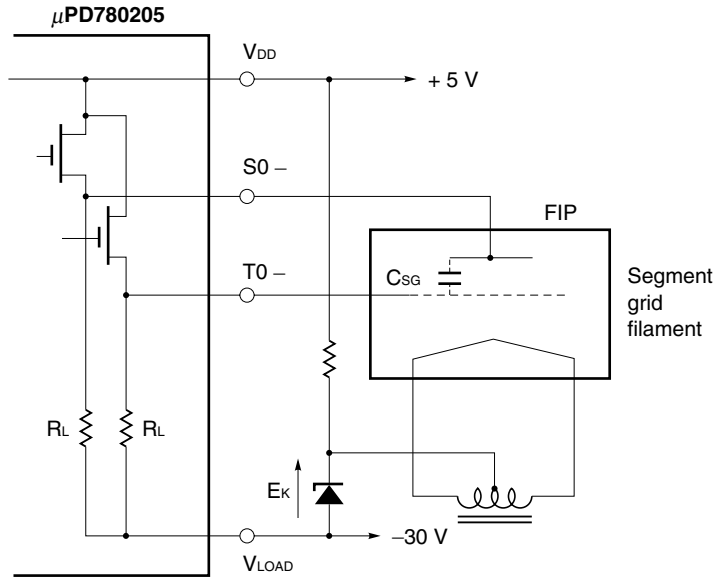 μPD780205
VDD
+ 5 V
S0 –
FIP
CSG
T0 –
Segment
grid
filament
RL
RL
EK
–30 V
VLOAD